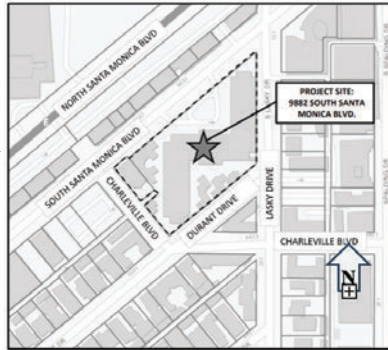 NORTH SANTA MONICA BLVD
PROJECT SITE:
9882 SOUTH SANTA
MONICA BLVD.
SOUTH SANTA MONICA BLVD
CHARLEVILLE BLVD
DURANT DRIVE
LASKY DRIVE
CHARLEVILLE BLVD
N